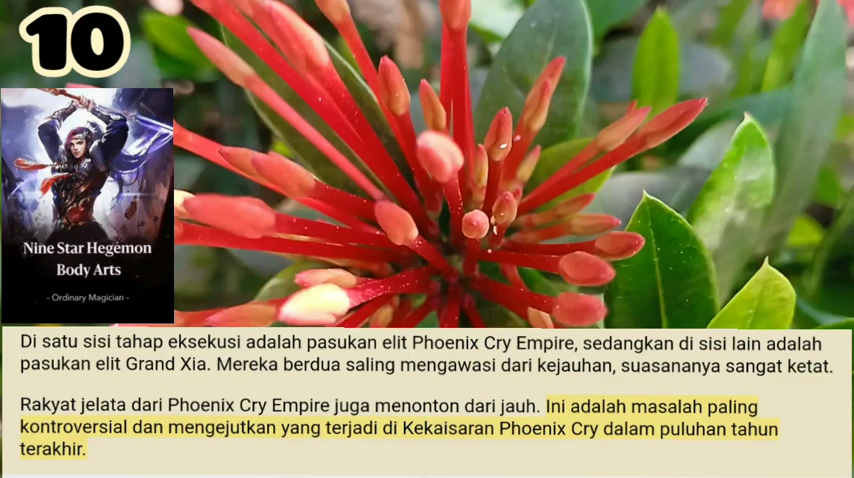 10
Nine Star Hegemon
Body Arts
- Ordinary Magician -
Di satu sisi tahap eksekusi adalah pasukan elit Phoenix Cry Empire, sedangkan di sisi lain adalah
pasukan elit Grand Xia. Mereka berdua saling mengawasi dari kejauhan, suasananya sangat ketat.
Rakyat jelata dari Phoenix Cry Empire juga menonton dari jauh. Ini adalah masalah paling
kontroversial dan mengejutkan yang terjadi di Kekaisaran Phoenix Cry dalam puluhan tahun
terakhir.